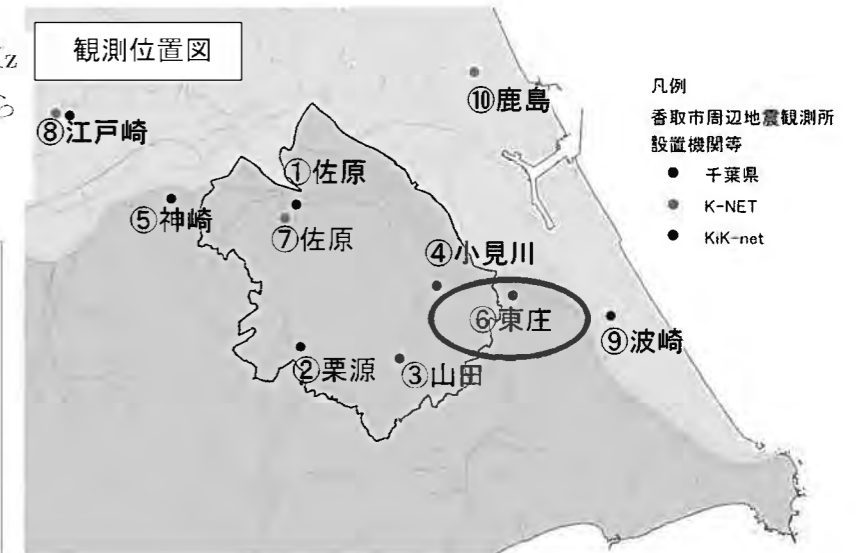 z
観測位置図
⑩鹿島
⑧江戸崎
①佐原
⑤神崎
⑦佐原
④小見川
⑥東庄
⑨波崎
②栗源
③山田
凡例
香取市周辺地震観測所
設置機関等
千葉県
K-NET
KiK-net